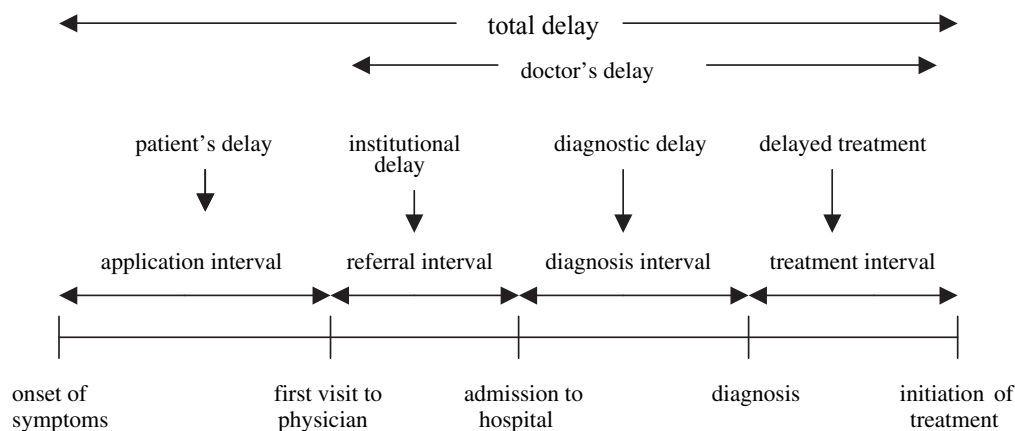 total delay
doctor's delay
patient's delay
institutional
delay
diagnostic delay
delayed treatment
application interval
referral interval
diagnosis interval
treatment interval
onset of
symptoms
first visit to
physician
admission to
hospital
diagnosis
initiation of
treatment